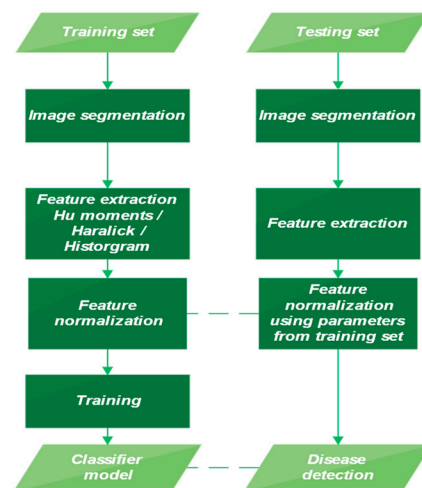 Training set
Image segmentation
Feature extraction
Hu moments /
Haralick /
Historgram
Feature
normalization
Training
Classifier
model
Testing set
Image segmentation
Feature extraction
Feature
normalization
using parameters
from training set
Disease
detection